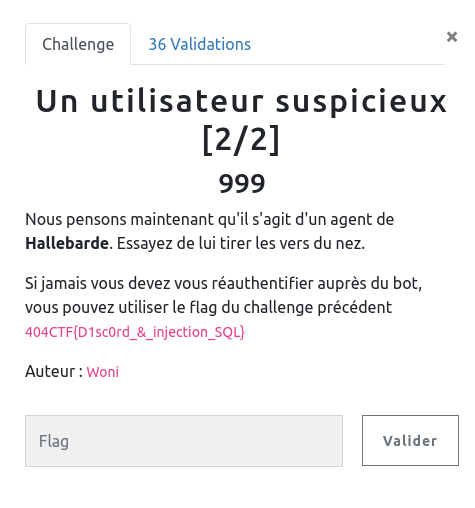 Challenge
36 Validations
×
Un utilisateur suspicieux
[2/2]
999
Nous pensons maintenant qu'il s'agit d'un agent de
Hallebarde. Essayez de lui tirer les vers du nez.
Si jamais vous devez vous réauthentifier auprès du bot,
vous pouvez utiliser le flag du challenge précédent
404CTF{D1sc0rd_&_injection_SQL}
Auteur : Woni
Flag
Valider